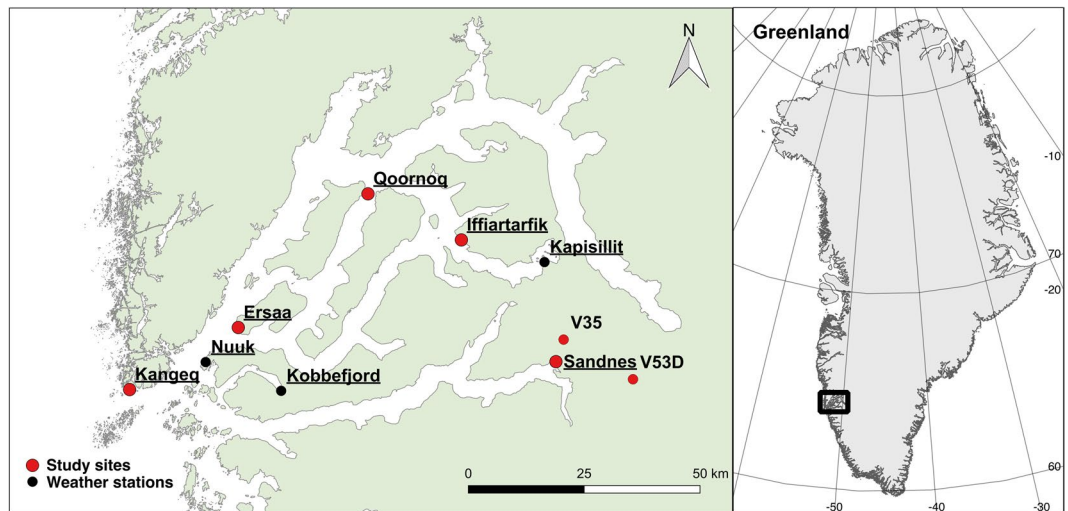 N
Qoornoq
Iffiartarfik
Kapisillit
Ersaa
V35
Nuuk
Sandnes V53D
Kangeq
Kobbefjord
Study sites
Weather stations
0 25 50 km
Greenland
-10
70
-20
60
-50 -40 -30